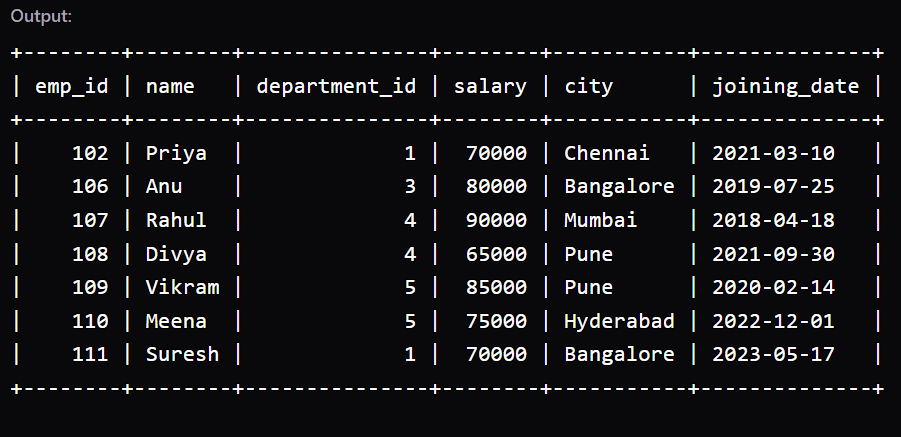 Output:
+--------+--------+---------------+--------+-----------+--------------+
| emp_id | name   | department_id | salary | city      | joining_date |
+--------+--------+---------------+--------+-----------+--------------+
|    102 | Priya  |             1 |  70000 | Chennai   | 2021-03-10   |
|    106 | Anu    |             3 |  80000 | Bangalore | 2019-07-25   |
|    107 | Rahul  |             4 |  90000 | Mumbai    | 2018-04-18   |
|    108 | Divya  |             4 |  65000 | Pune      | 2021-09-30   |
|    109 | Vikram |             5 |  85000 | Pune      | 2020-02-14   |
|    110 | Meena  |             5 |  75000 | Hyderabad | 2022-12-01   |
|    111 | Suresh |             1 |  70000 | Bangalore | 2023-05-17   |
+--------+--------+---------------+--------+-----------+--------------+